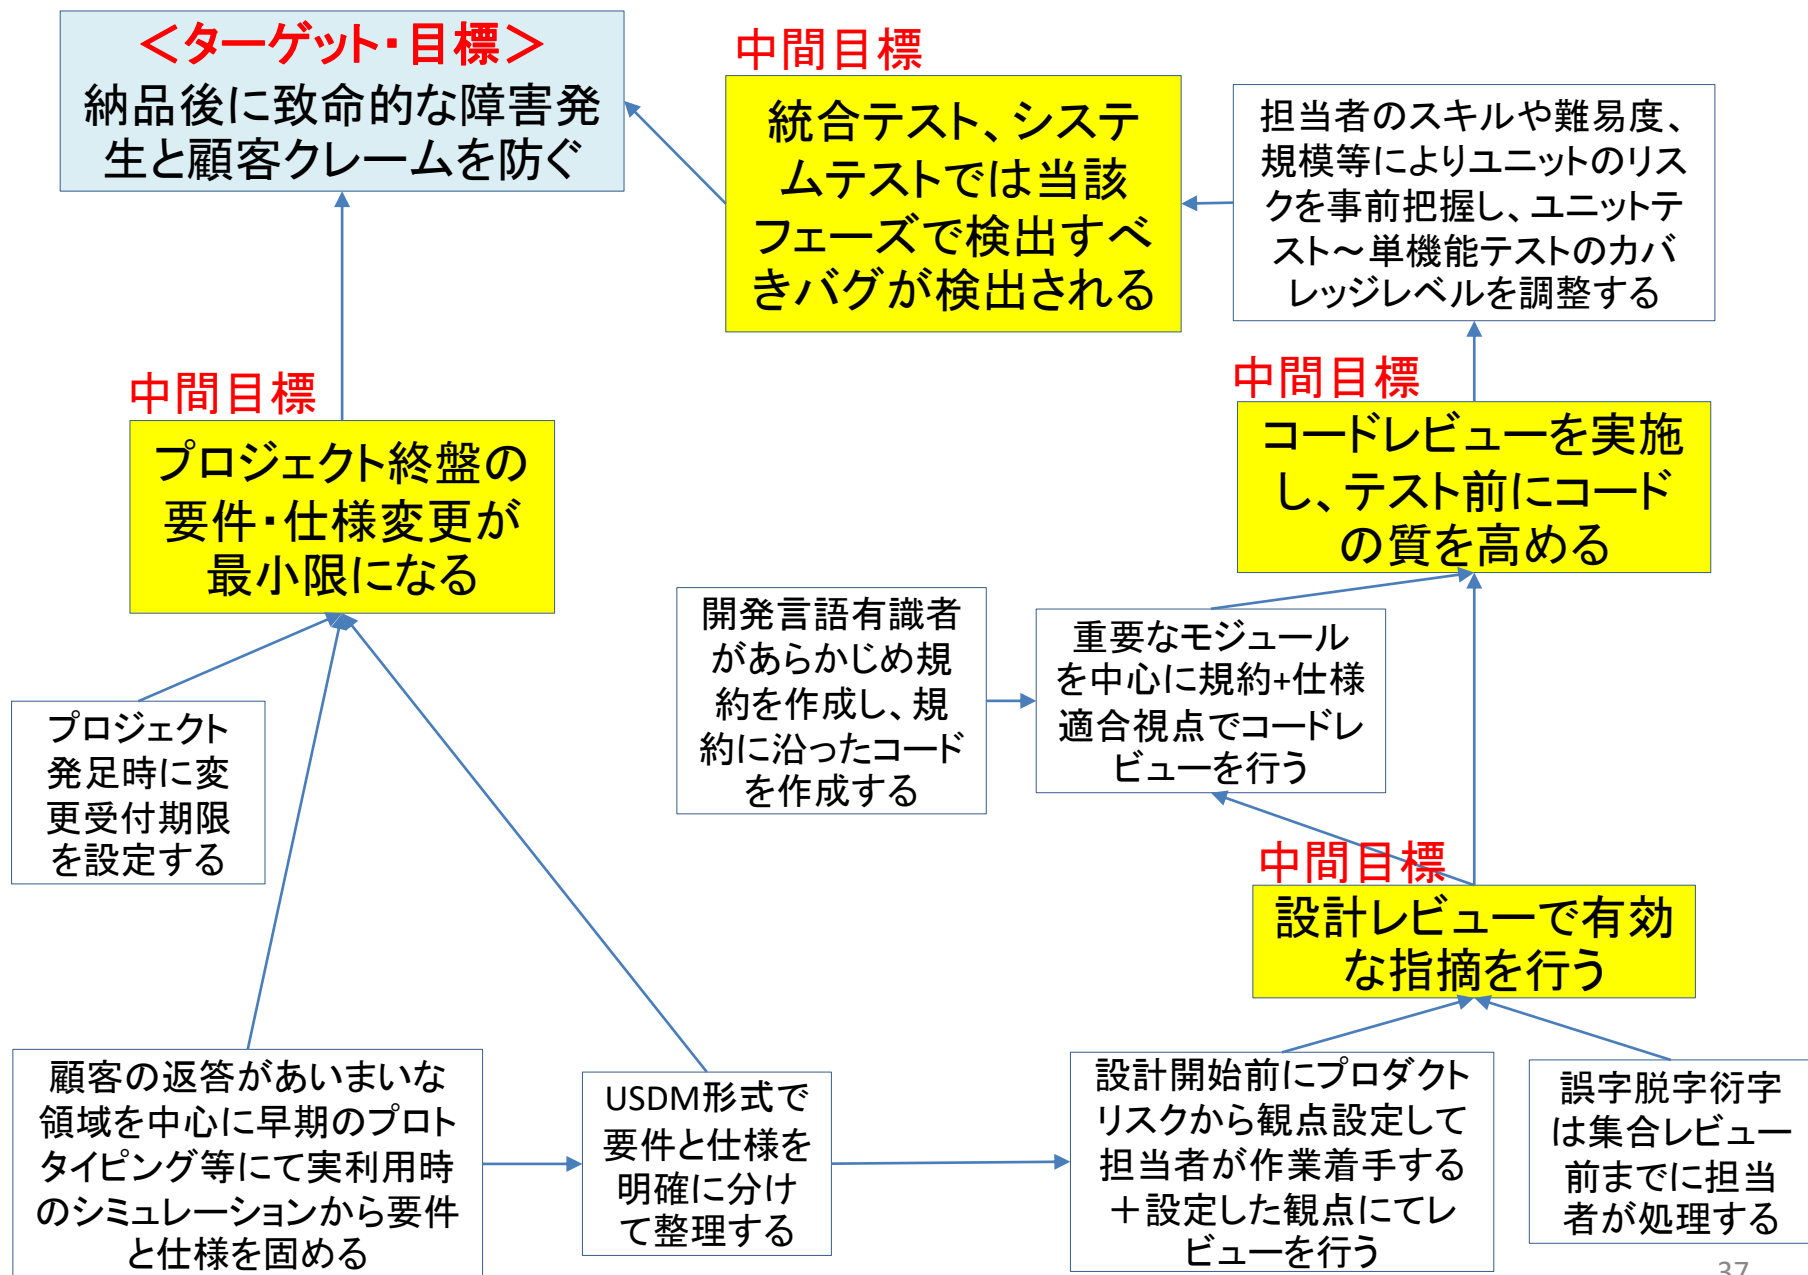 ＜ターゲット・目標＞
納品後に致命的な障害発
生と顧客クレームを防ぐ
中間目標
統合テスト、システ
ムテストでは当該
フェーズで検出すべ
きバグが検出される
担当者のスキルや難易度、
規模等によりユニットのリス
クを事前把握し、ユニットテ
スト～単機能テストのカバ
レッジレベルを調整する
中間目標
プロジェクト終盤の
要件・仕様変更が
最小限になる
中間目標
コードレビューを実施
し、テスト前にコード
の質を高める
開発言語有識者
があらかじめ規
約を作成し、規
約に沿ったコード
を作成する
重要なモジュール
を中心に規約+仕様
適合視点でコードレ
ビューを行う
プロジェクト
発足時に変
更受付期限
を設定する
中間目標
設計レビューで有効
な指摘を行う
顧客の返答があいまいな
領域を中心に早期のプロト
タイピング等にて実利用時
のシミュレーションから要件
と仕様を固める
USDM形式で
要件と仕様を
明確に分け
て整理する
設計開始前にプロダクト
リスクから観点設定して
担当者が作業着手する
＋設定した観点にてレ
ビューを行う
誤字脱字衍字
は集合レビュー
前までに担当
者が処理する
37